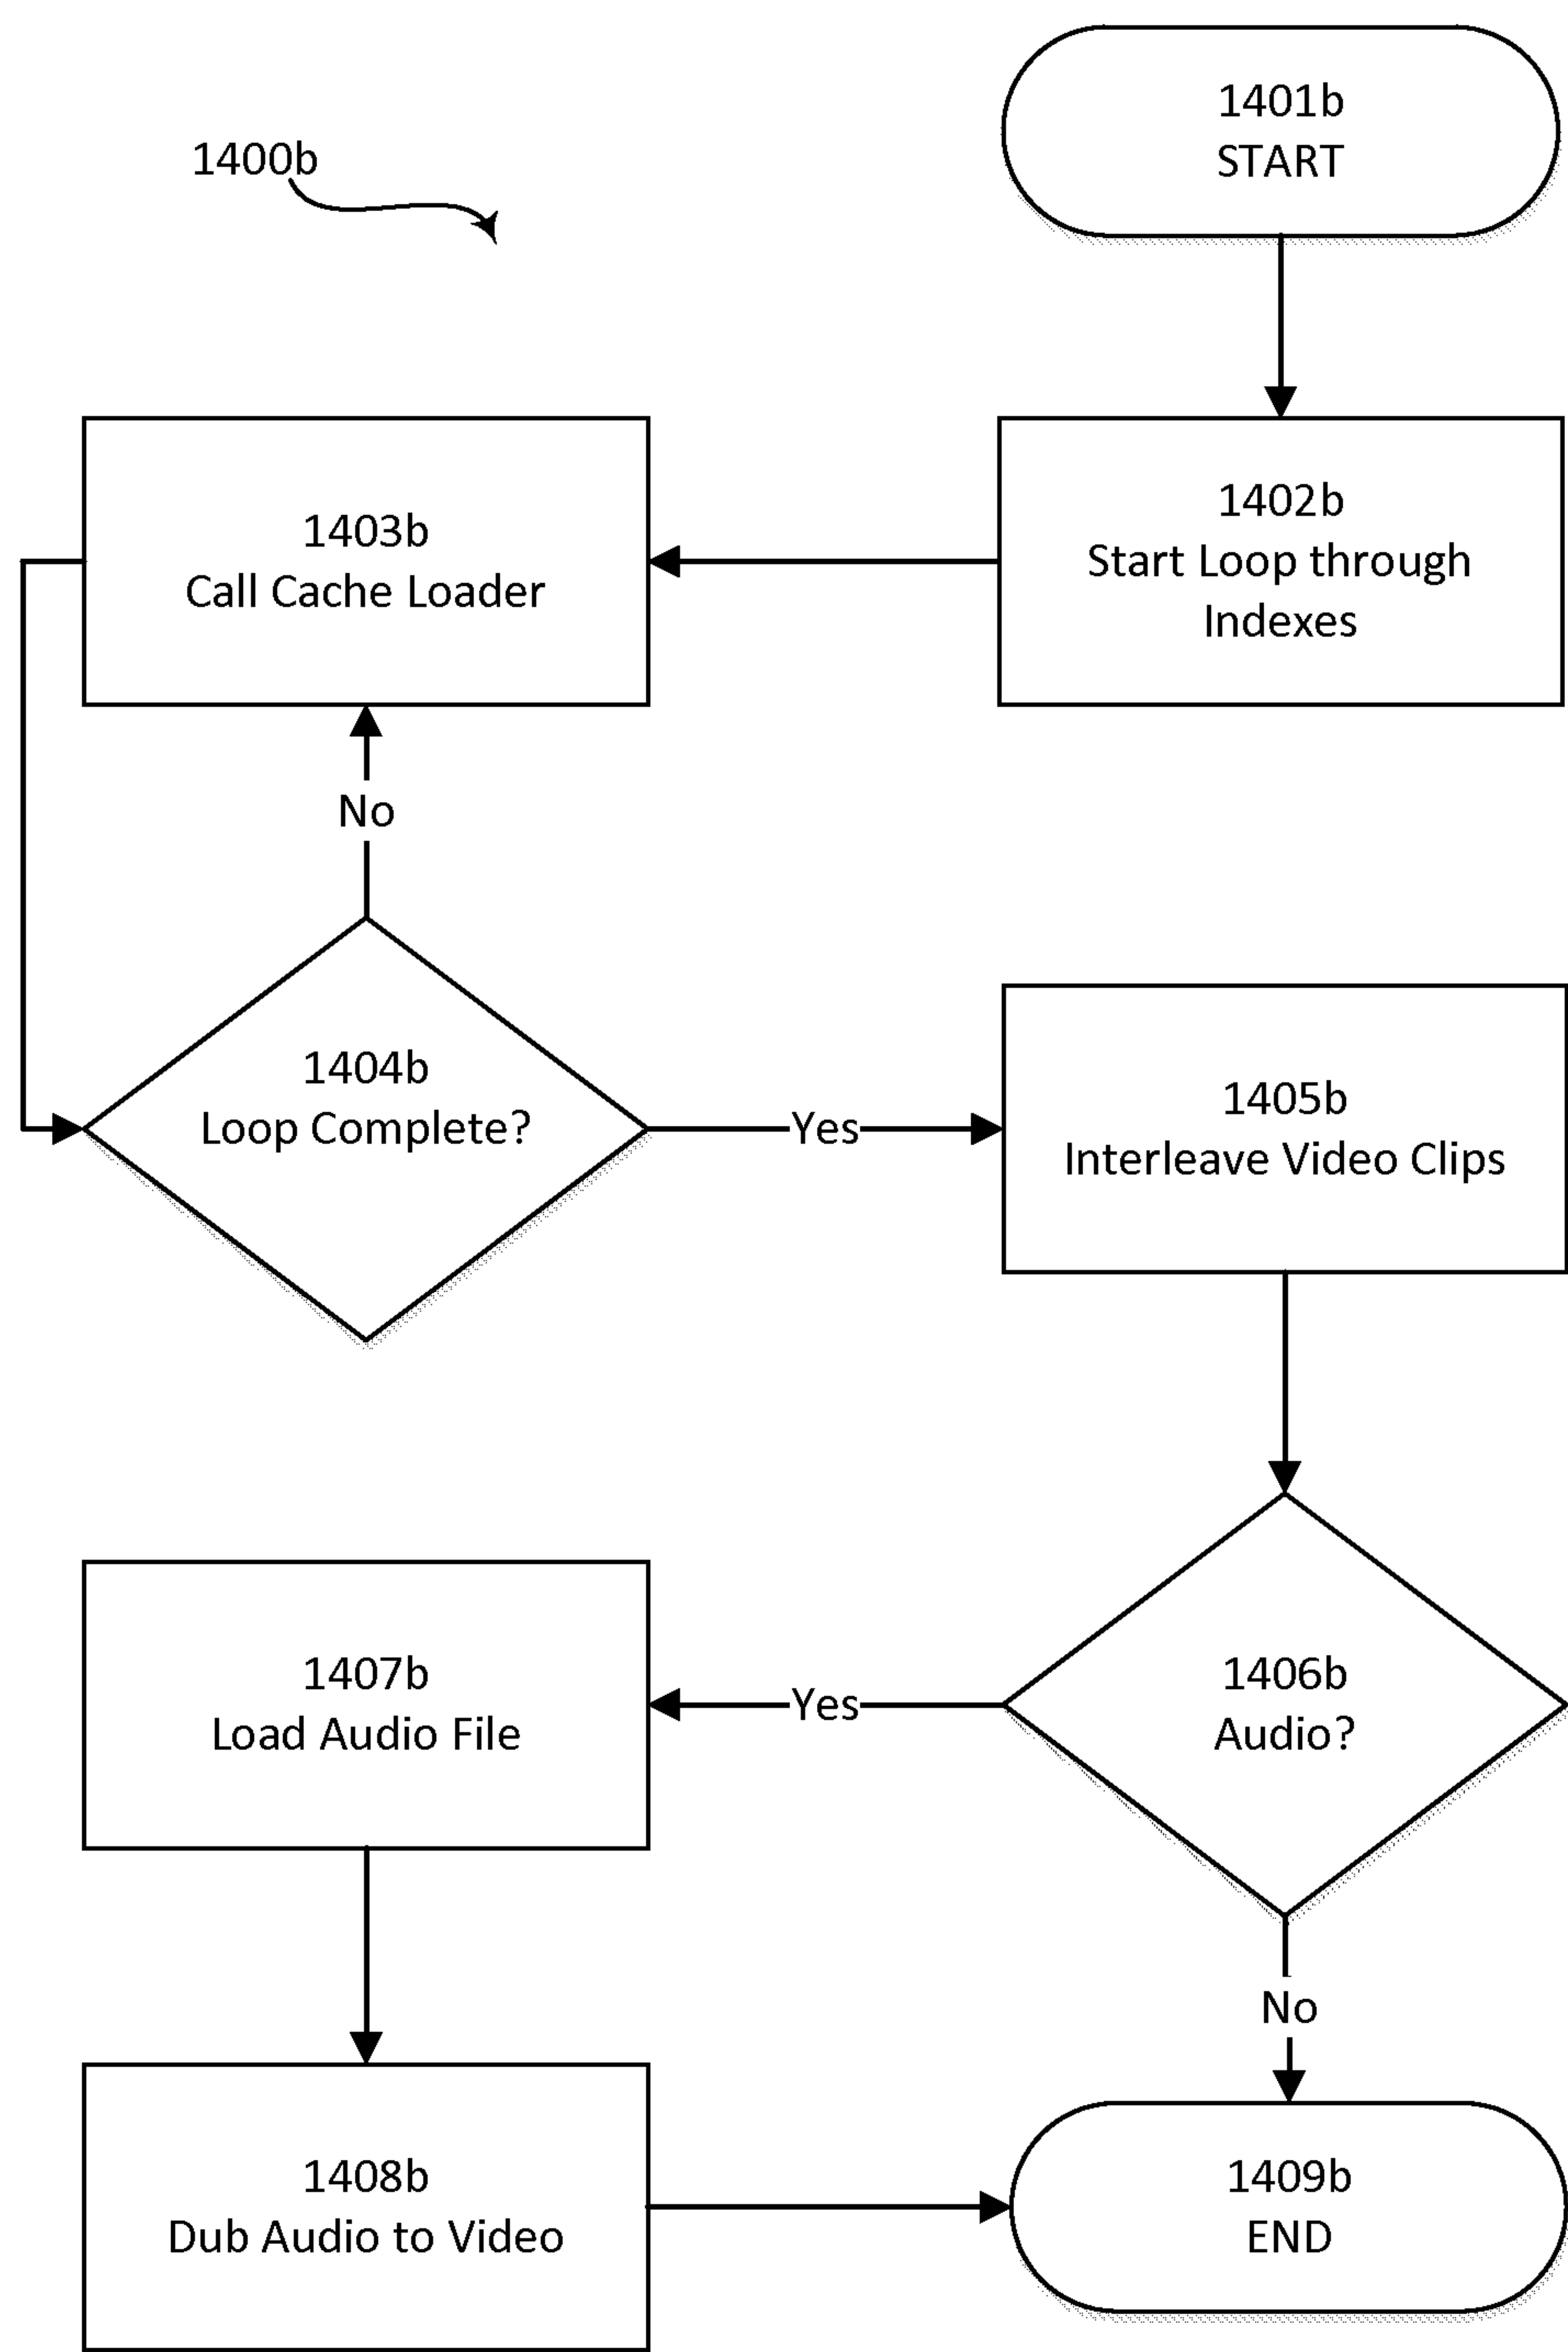 1400b
1401b
START
1402b
Start Loop through
Indexes
1403b
Call Cache Loader
No
1404b
Loop Complete?
Yes
1405b
Interleave Video Clips
1406b
Audio?
Yes
1407b
Load Audio File
No
1408b
Dub Audio to Video
1409b
END